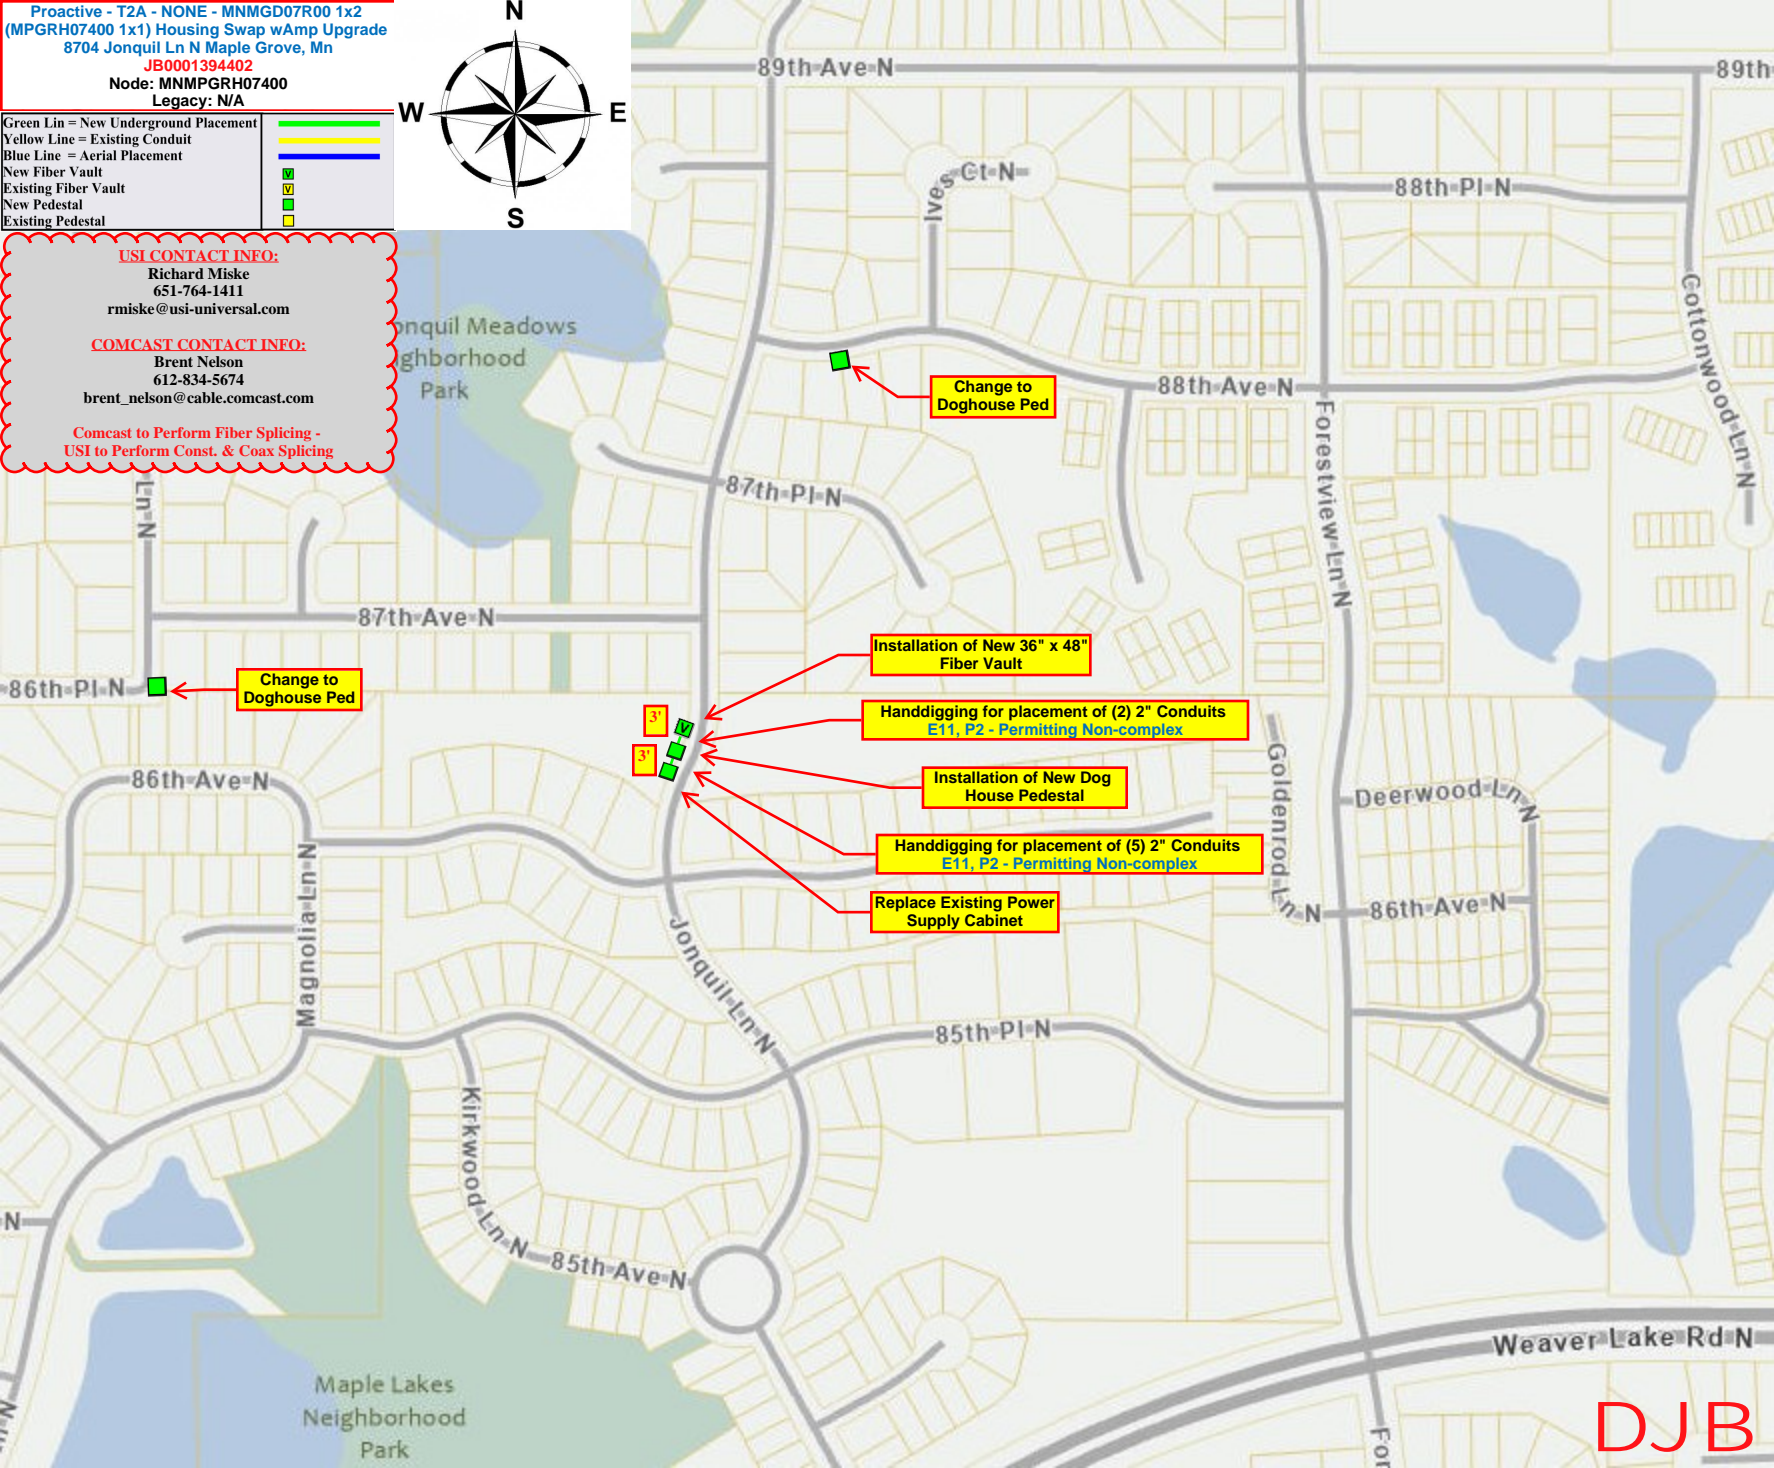 Proactive - T2A - NONE - MNMGD07R00 1x2
(MPGRH07400 1x1) Housing Swap wAmp Upgrade
8704 Jonquil Ln N Maple Grove, Mn
JB0001394402
Node: MNMPGRH07400
Legacy: N/A
Green Lin = New Underground Placement
Yellow Line = Existing Conduit
Blue Line = Aerial Placement
New Fiber Vault V
Existing Fiber Vault V
New Pedestal
Existing Pedestal
N
W
E
S
USI CONTACT INFO:
Richard Miske
651-764-1411
rmiske@usi-universal.com
COMCAST CONTACT INFO:
Brent Nelson
612-834-5674
brent_nelson@cable.comcast.com
Comcast to Perform Fiber Splicing -
USI to Perform Const. & Coax Splicing
89th Ave N
89th
Ives Ct N
88th Pl N
onquil Meadows
ighborhood
Park
Cottonwood Ln N
Change to
Doghouse Ped
88th Ave N
Forestview Ln N
87th Pl N
Ln N
87th Ave N
86th Pl N
Change to
Doghouse Ped
Installation of New 36" x 48"
Fiber Vault
3'
V
3'
Handdigging for placement of (2) 2" Conduits
E11, P2 - Permitting Non-complex
Installation of New Dog
House Pedestal
Handdigging for placement of (5) 2" Conduits
E11, P2 - Permitting Non-complex
Replace Existing Power
Supply Cabinet
86th Ave N
Goldenrod Ln N
Deerwood Ln N
86th Ave N
Magnolia Ln N
Jonquil Ln N
85th Pl N
Kirkwood Ln N
N
85th Ave N
Weaver Lake Rd N
Maple Lakes
Neighborhood
Park
For
DJB